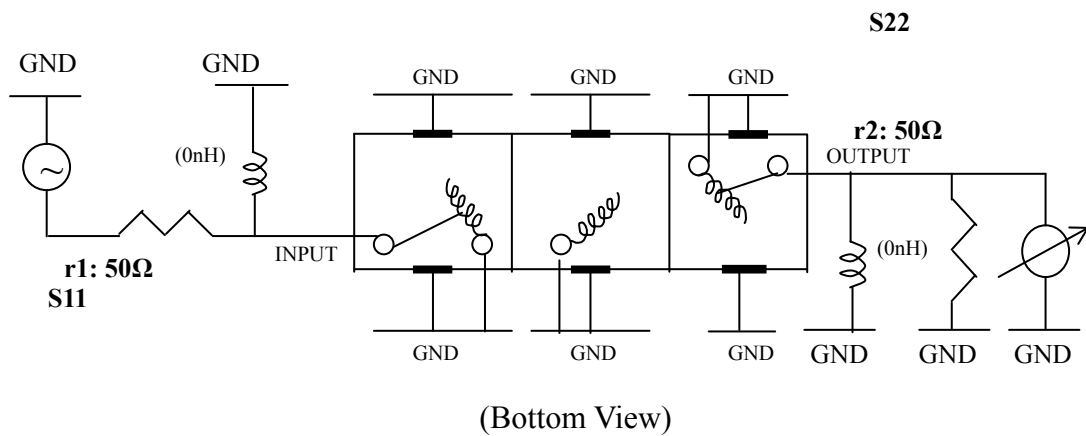 S22
GND
GND
GND
GND
GND
(0nH)
r2: 50Ω
OUTPUT
INPUT
r1: 50Ω
S11
(0nH)
GND
GND
GND
GND
GND
GND
(Bottom View)